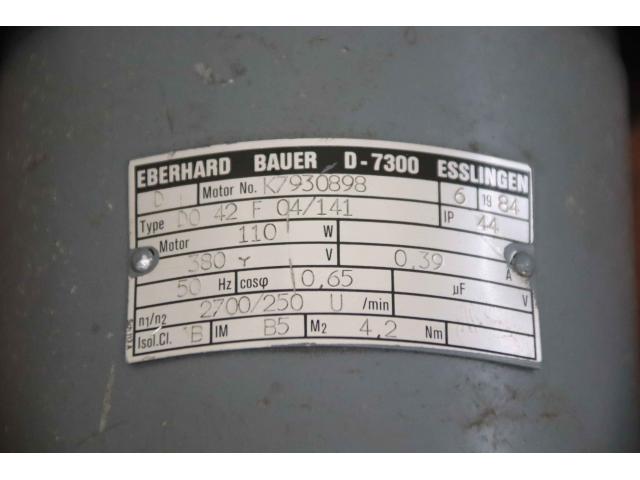 EBERHARD BAUER D-7300 ESSLINGEN
D Motor No. K7930898 6 19 84
Type DO 42 F 04/141 IP 44
Motor 110 W
380 Y V 0,39 A
50 Hz cosφ 0,65 µF V
n1/n2 2700/250 U /min
Isol.Cl. B IM B5 M2 4,2 Nm